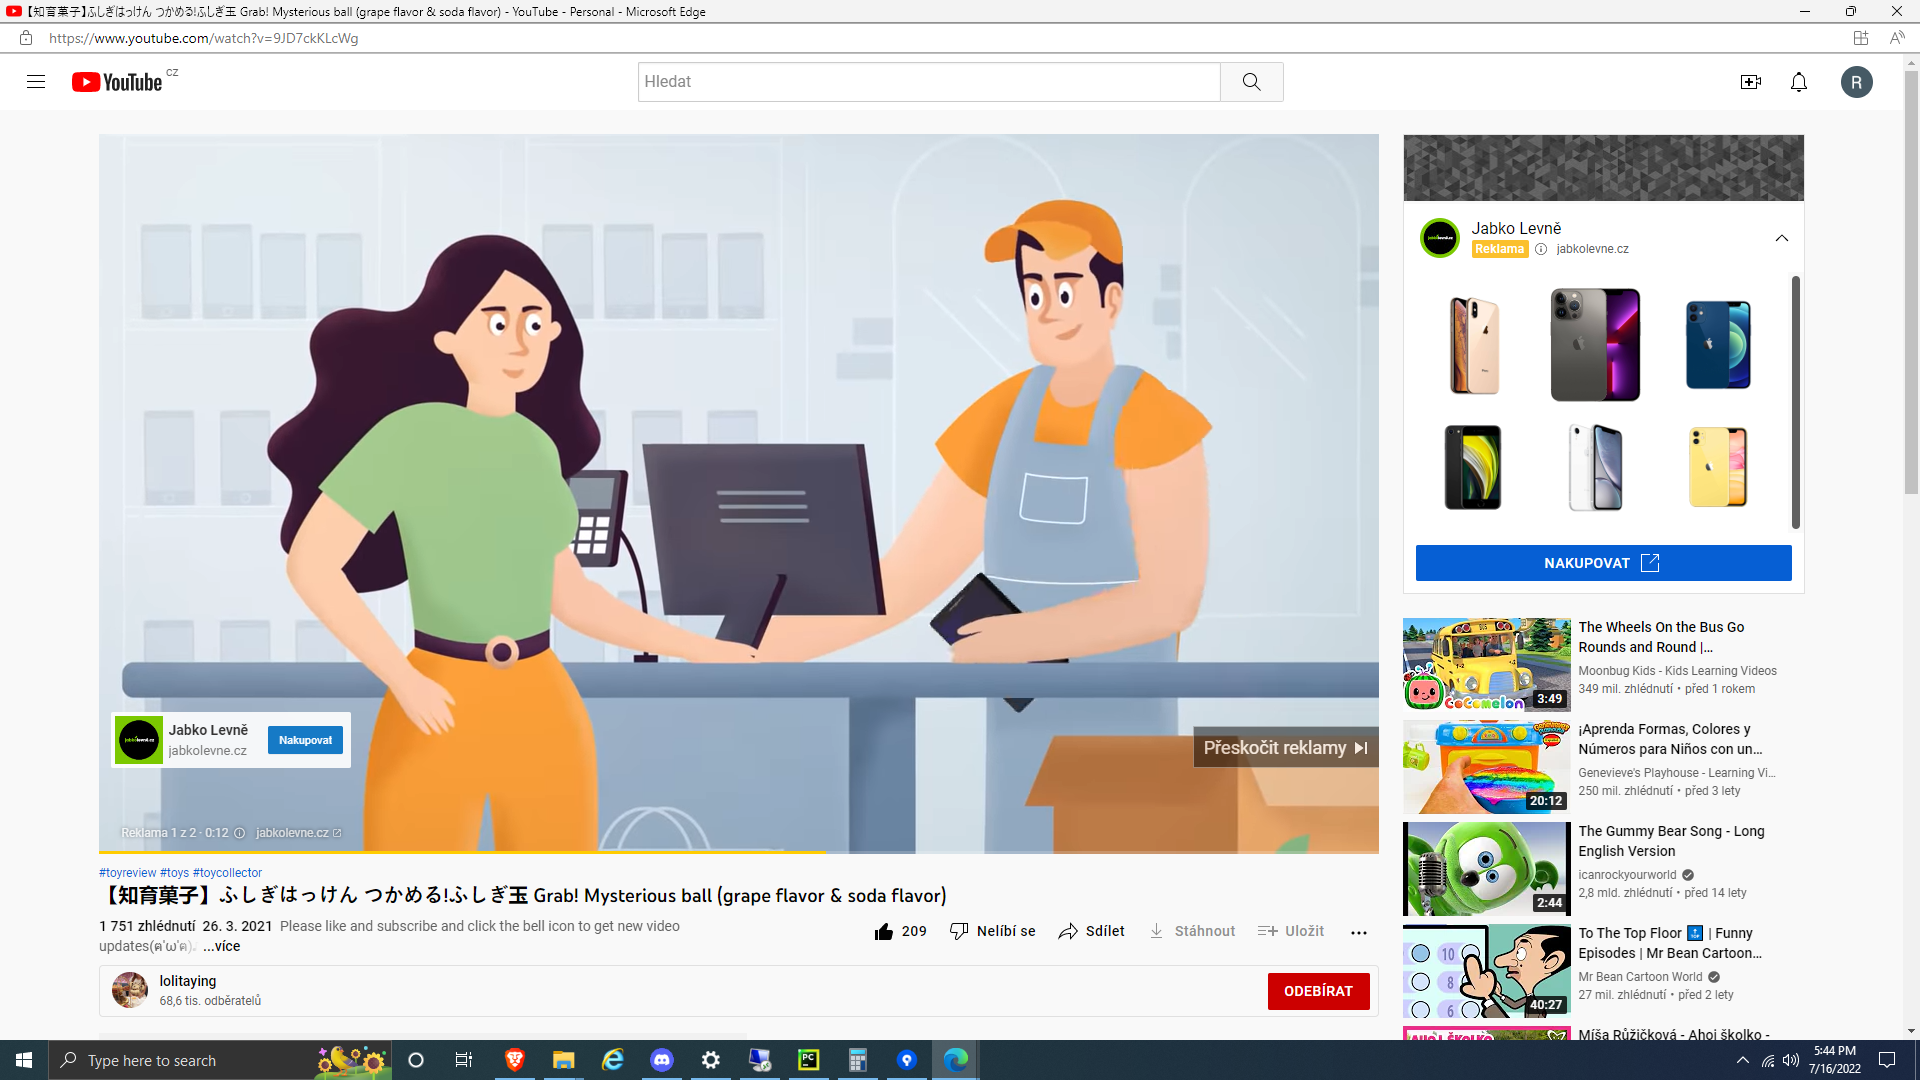 【知育菓子】ふしぎはっけん つかめる!ふしぎ玉 Grab! Mysterious ball (grape flavor & soda flavor) - YouTube - Personal - Microsoft Edge
https://www.youtube.com/watch?v=9JD7ckKLcWg
YouTube CZ
Hledat
R
Jabko Levně
jabkolevne.cz
Nakupovat
Přeskočit reklamy
Reklama 1 z 2 · 0:12 jabkolevne.cz
#toyreview #toys #toycollector
【知育菓子】ふしぎはっけん つかめる!ふしぎ玉 Grab! Mysterious ball (grape flavor & soda flavor)
1 751 zhlédnutí 26. 3. 2021 Please like and subscribe and click the bell icon to get new video
updates(ฅ'ω'ฅ) ...více
209 Nelíbí se Sdílet Stáhnout Uložit
lolitaying
68,6 tis. odběratelů
ODEBÍRAT
Jabko Levně
Reklama jabkolevne.cz
NAKUPOVAT
The Wheels On the Bus Go
Rounds and Round |...
Moonbug Kids - Kids Learning Videos
349 mil. zhlédnutí • před 1 rokem
BUS
CoComelon
3:49
¡Aprenda Formas, Colores y
Números para Niños con un...
Genevieve's Playhouse - Learning Vi...
250 mil. zhlédnutí • před 3 lety
20:12
The Gummy Bear Song - Long
English Version
icanrockyourworld
2,8 mld. zhlédnutí • před 14 lety
2:44
To The Top Floor 🔝 | Funny
Episodes | Mr Bean Cartoon...
Mr Bean Cartoon World
27 mil. zhlédnutí • před 2 lety
10
8
6
40:27
Míša Růžičková - Ahoj školko -
AHOJ ŠKOLKO
Type here to search
PC
5:44 PM
7/16/2022